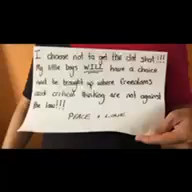 I choose not to get the clot shot!!!
My little boys WILL have a choice
and be brought up where freedoms
and critical thinking are not against
the law!!!
PEACE +